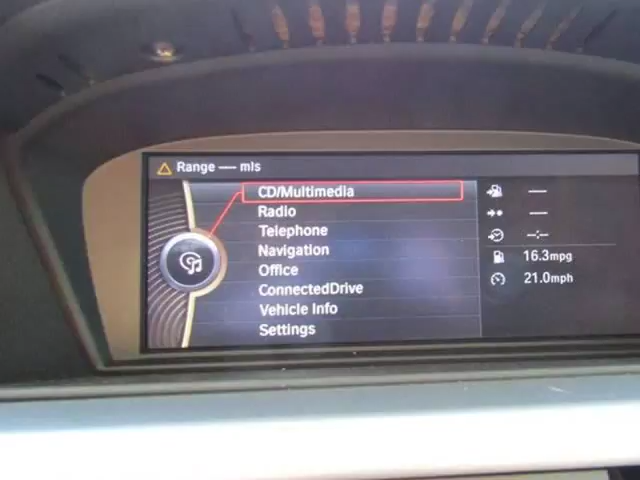 Range --- mls
CD/Multimedia
Radio
Telephone
Navigation
Office
ConnectedDrive
Vehicle Info
Settings
---
---
--:--
16.3mpg
21.0mph